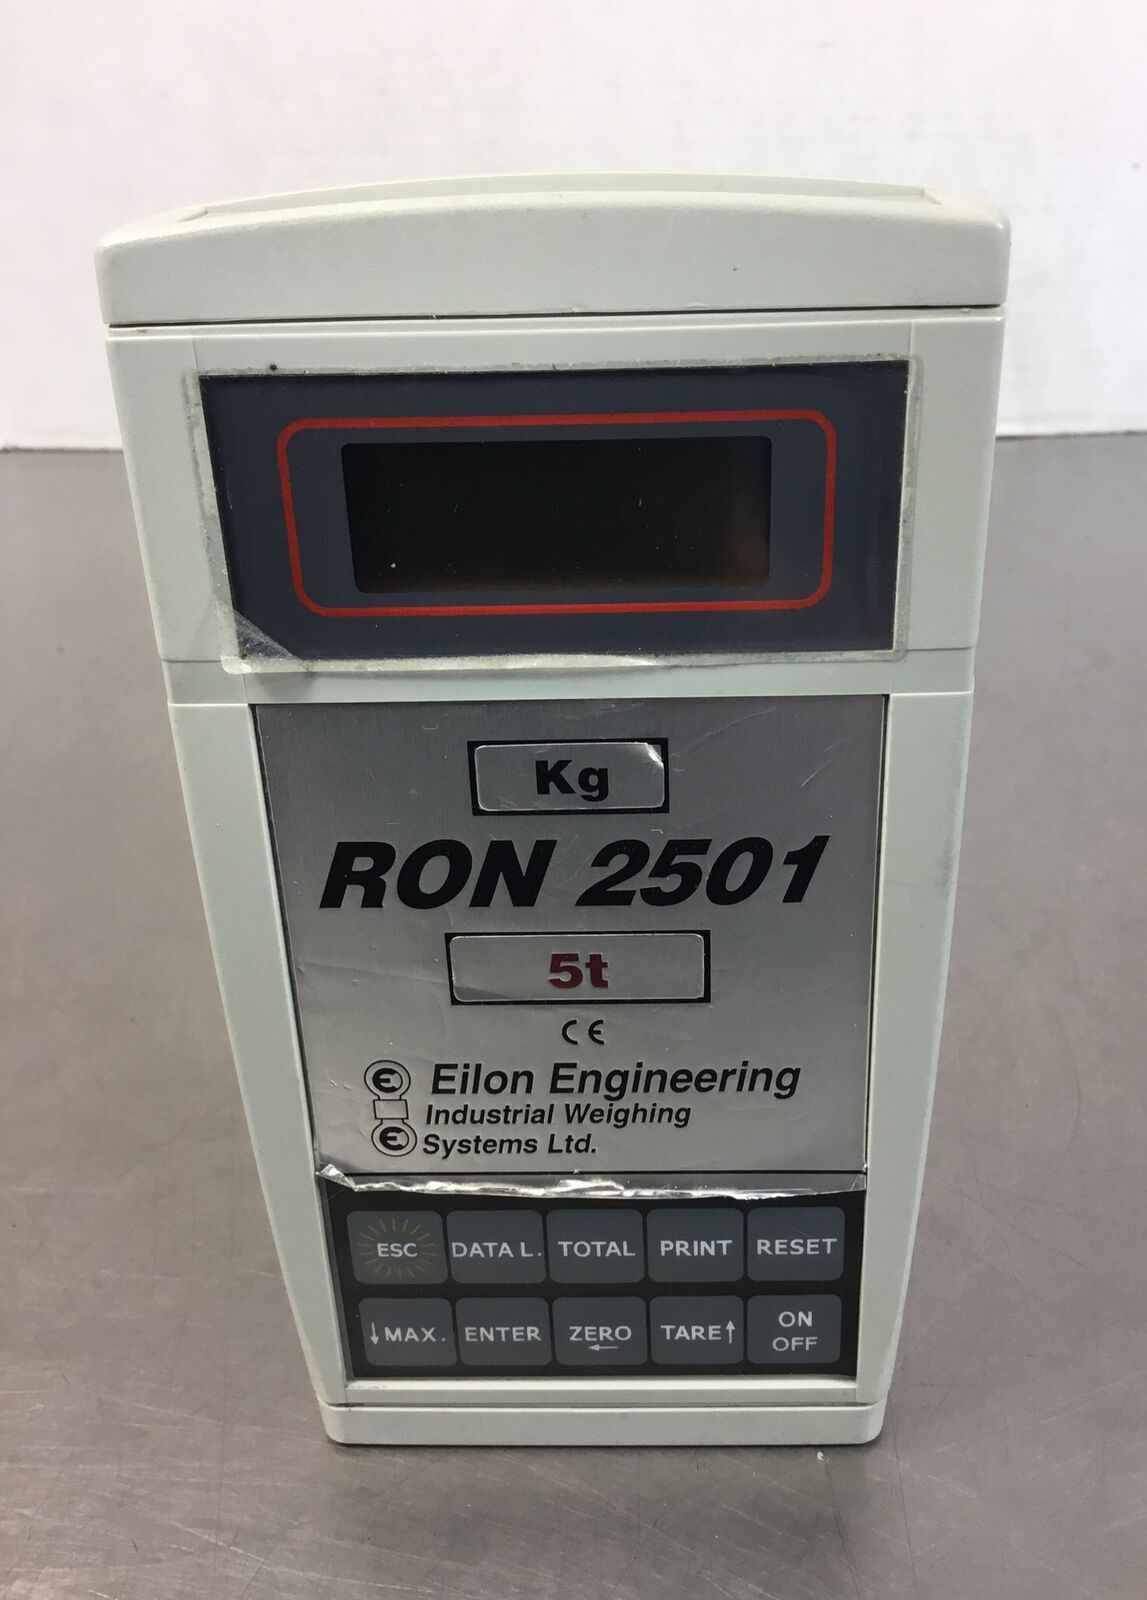 Kg
RON 2501
5t
CE
E Eilon Engineering
Industrial Weighing
E Systems Ltd.
ESC DATA L. TOTAL PRINT RESET
↓MAX. ENTER ZERO TARE↑ ON
← OFF